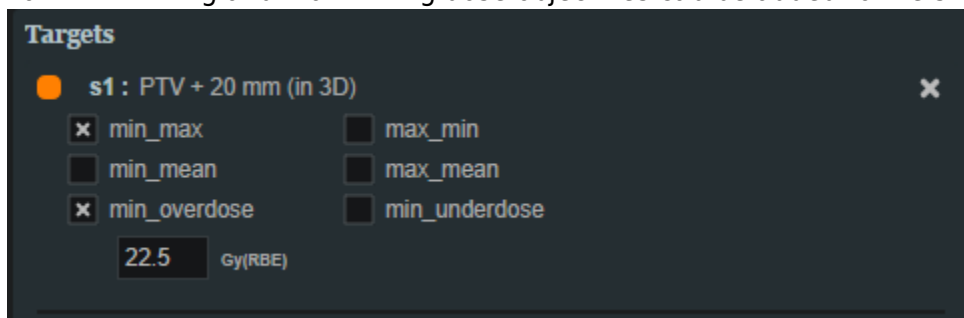 Targets
s1 : PTV + 20 mm (in 3D)
min_max max_min
min_mean max_mean
min_overdose min_underdose
22.5 Gy(RBE)